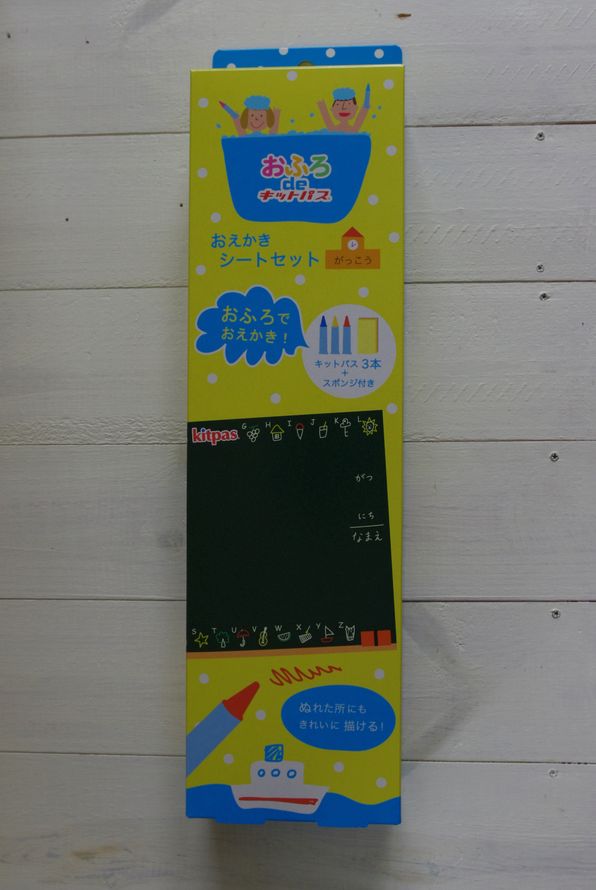 おふろ
de
キットパス
おえかき
シートセット
がっこう
おふろで
おえかき!
キットパス 3本
+
スポンジ付き
kitpas
G H I J K L
がつ
にち
なまえ
S T U V W X Y Z
ぬれた所にも
きれいに描ける!